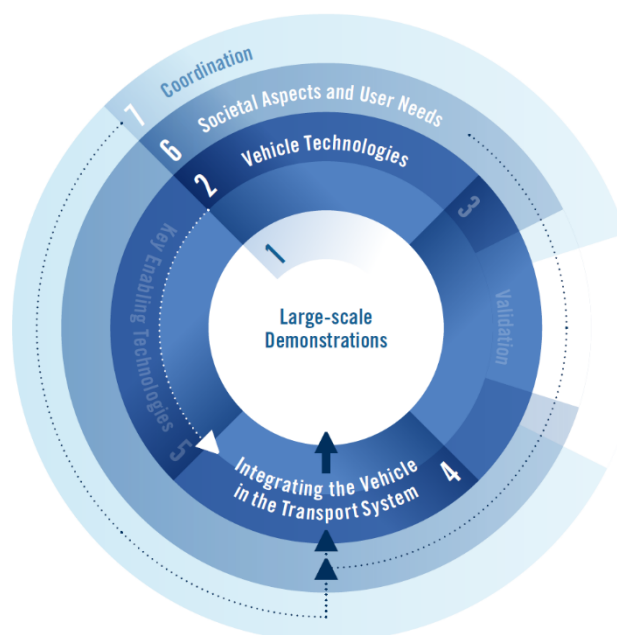 7
Coordination
6
Societal Aspects and User Needs
2
Vehicle Technologies
3
Validation
1
Large-scale
Demonstrations
Key Enabling Technologies
5
4
Integrating the Vehicle
in the Transport System